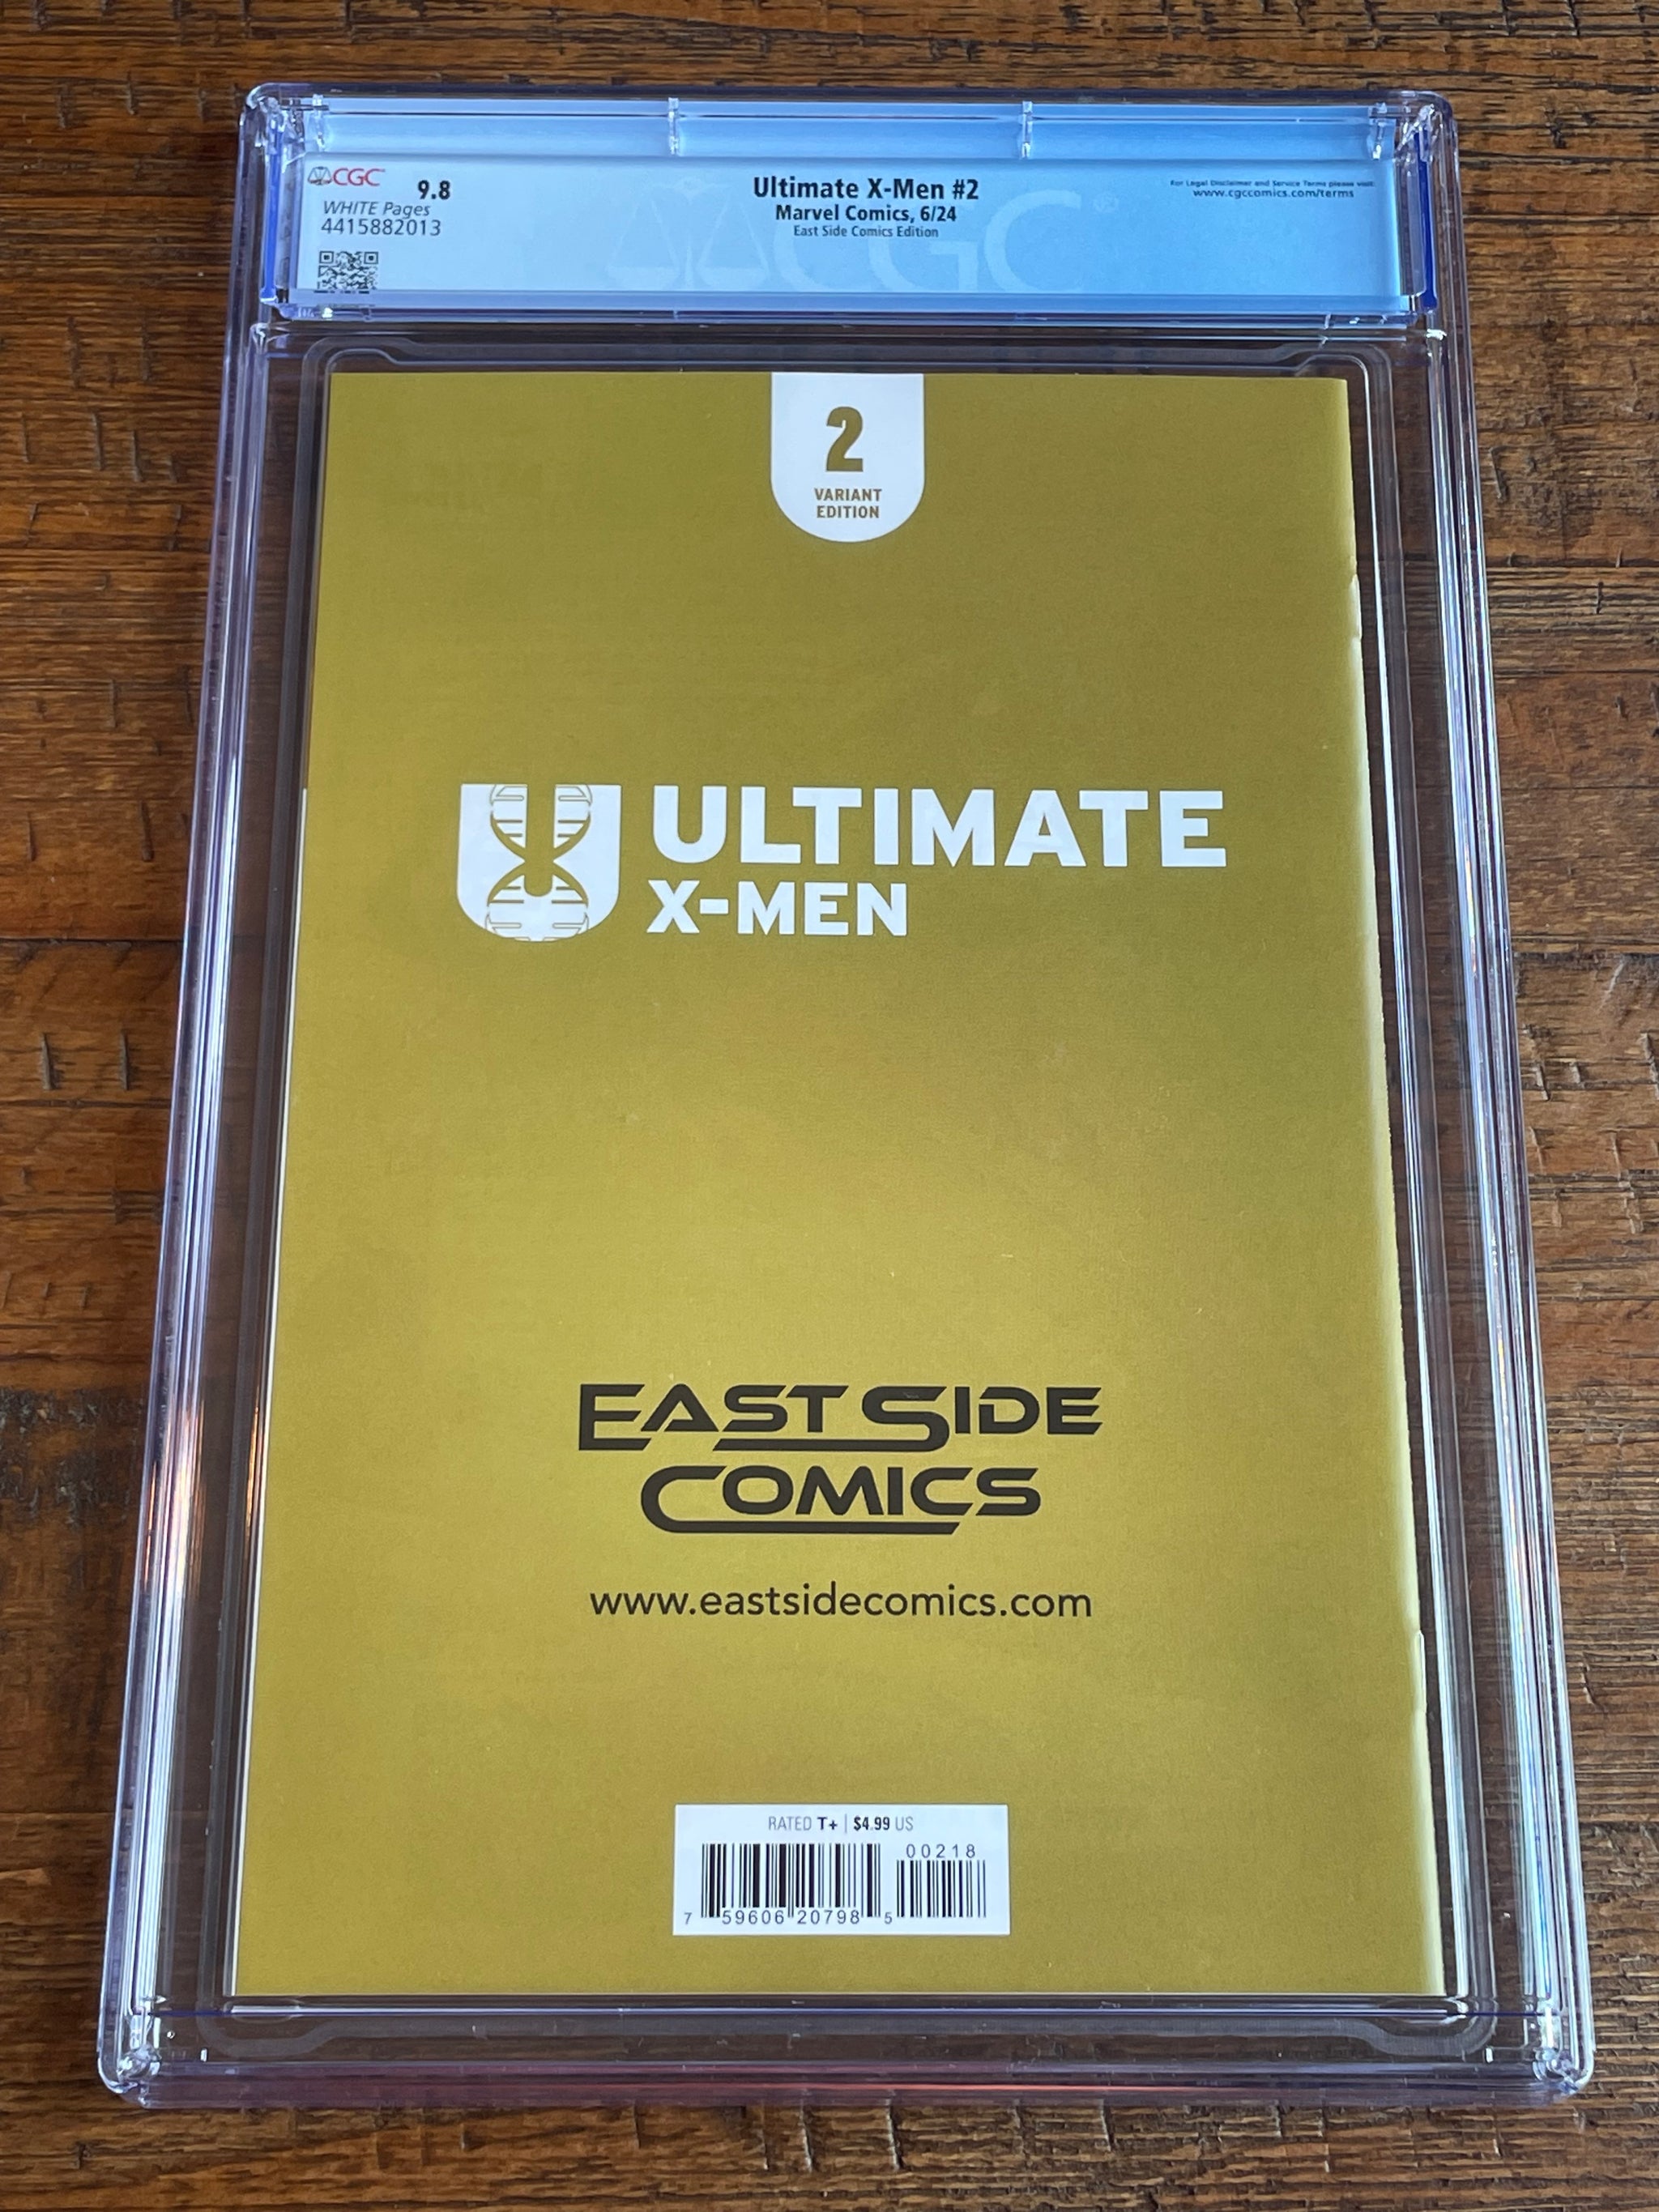 CGC
9.8
WHITE Pages
4415882013
Ultimate X-Men #2
Marvel Comics, 6/24
East Side Comics Edition
For Legal Disclaimer and Service Terms please visit:
www.cgccomics.com/terms
CGC
2
VARIANT
EDITION
U ULTIMATE
X-MEN
EAST SIDE
COMICS
www.eastsidecomics.com
RATED T+ | $4.99 US
00218
7 59606 20798 5